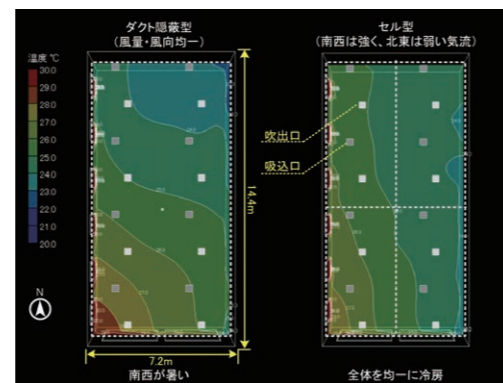 ダクト隠蔽型
(風量・風向均一)
セル型
(南西は強く、北東は弱い気流)
温度 ℃
30.0
29.0
28.0
27.0
26.0
25.0
24.0
23.0
22.0
21.0
20.0
吹出口
吸込口
14.4m
N
7.2m
南西が暑い
全体を均一に冷房